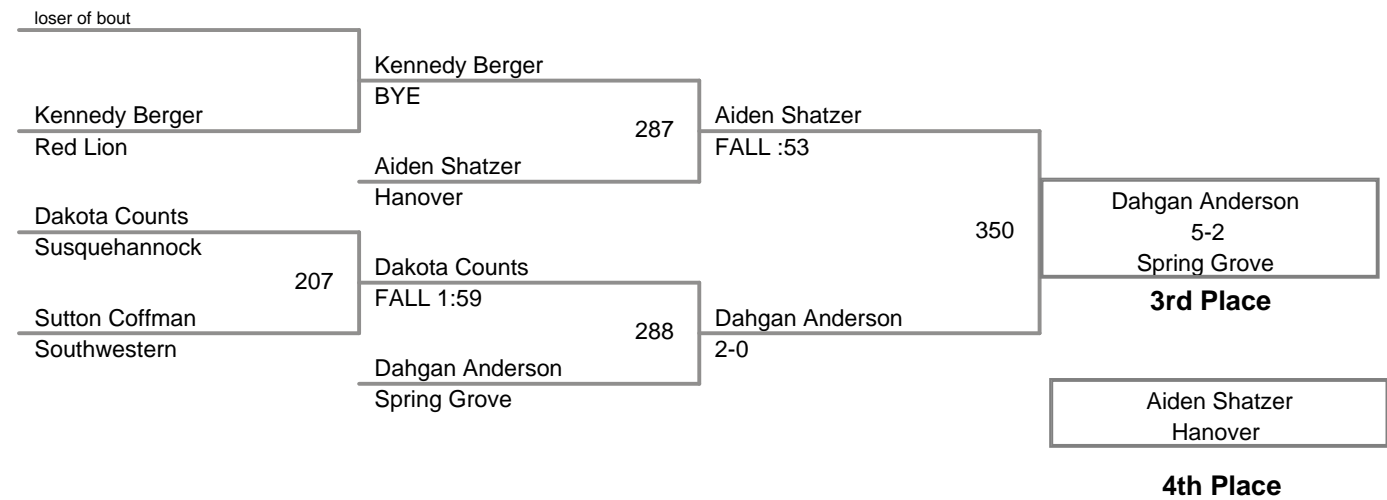 loser of bout
Kennedy Berger
BYE
Kennedy Berger
Red Lion
287
Aiden Shatzer
FALL :53
Aiden Shatzer
Hanover
Dakota Counts
Susquehannock
350
Dahgan Anderson
5-2
Spring Grove
3rd Place
207
Dakota Counts
FALL 1:59
Sutton Coffman
Southwestern
288
Dahgan Anderson
2-0
Dahgan Anderson
Spring Grove
Aiden Shatzer
Hanover
4th Place